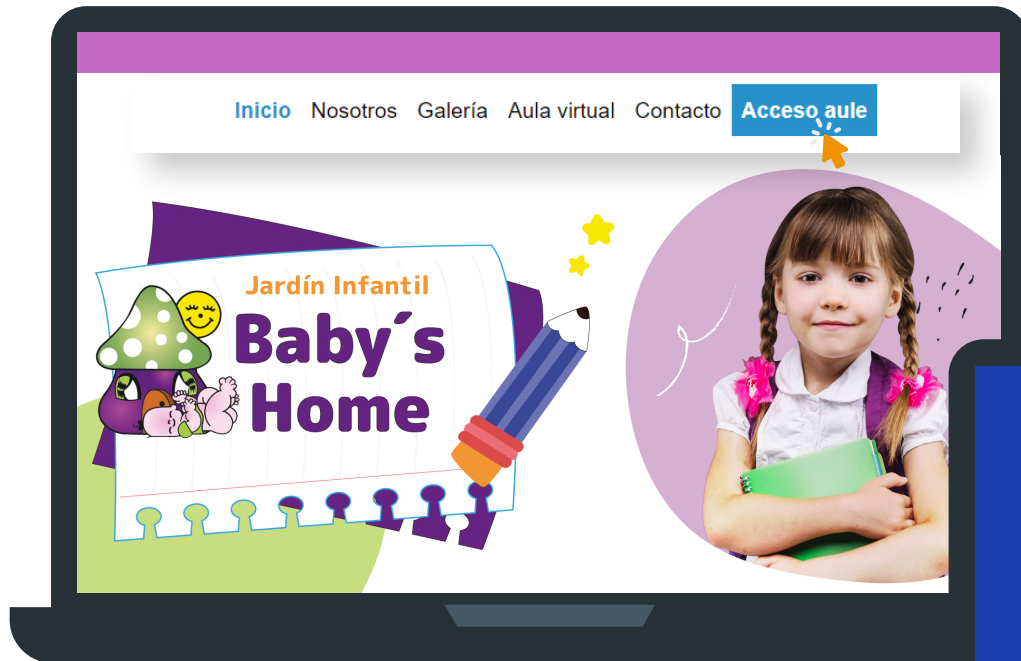 Inicio Nosotros Galería Aula virtual Contacto Acceso aule
Jardín Infantil
Baby´s
Home